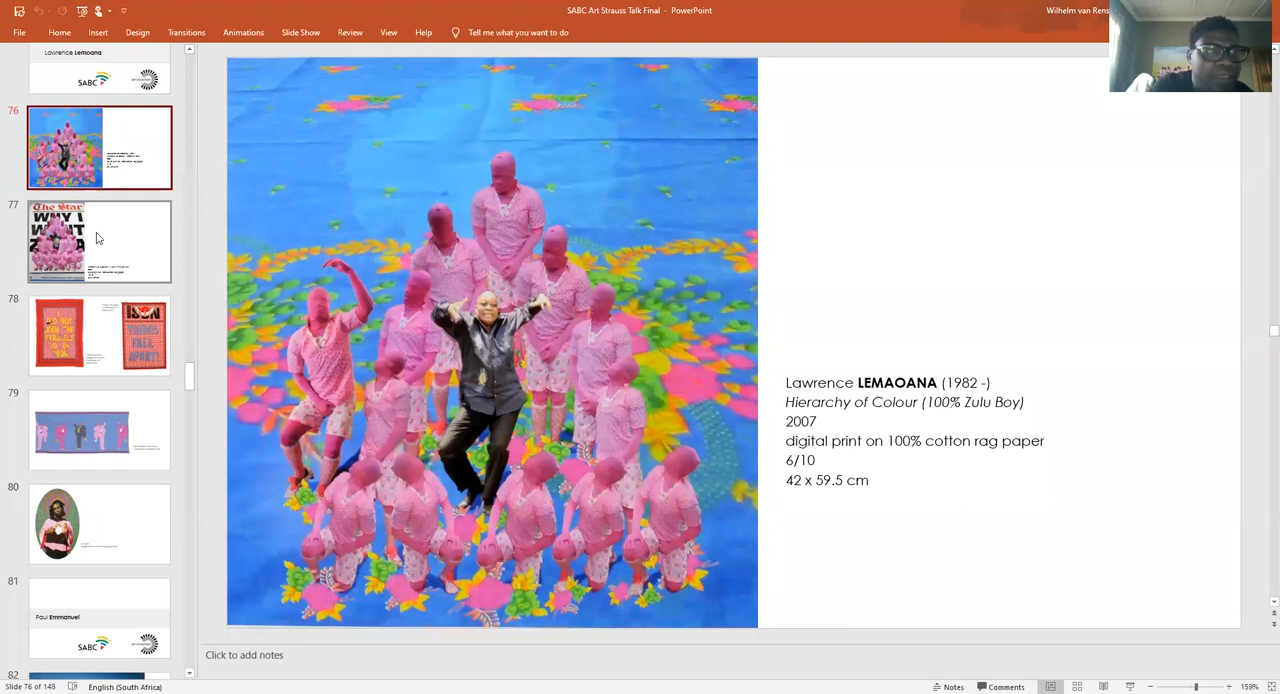 SABC Art Strauss Talk Final - PowerPoint
Wilhelm van Rens
File Home Insert Design Transitions Animations Slide Show Review View Help Tell me what you want to do
Lawrence Lemaoana
SABC
76
77
The Star
WHY I
78
79
80
81
Paul Emmanuel
SABC
82
Lawrence LEMAOANA (1982 -)
Hierarchy of Colour (100% Zulu Boy)
2007
digital print on 100% cotton rag paper
6/10
42 x 59.5 cm
Click to add notes
Slide 76 of 148 English (South Africa) Notes Comments 159%